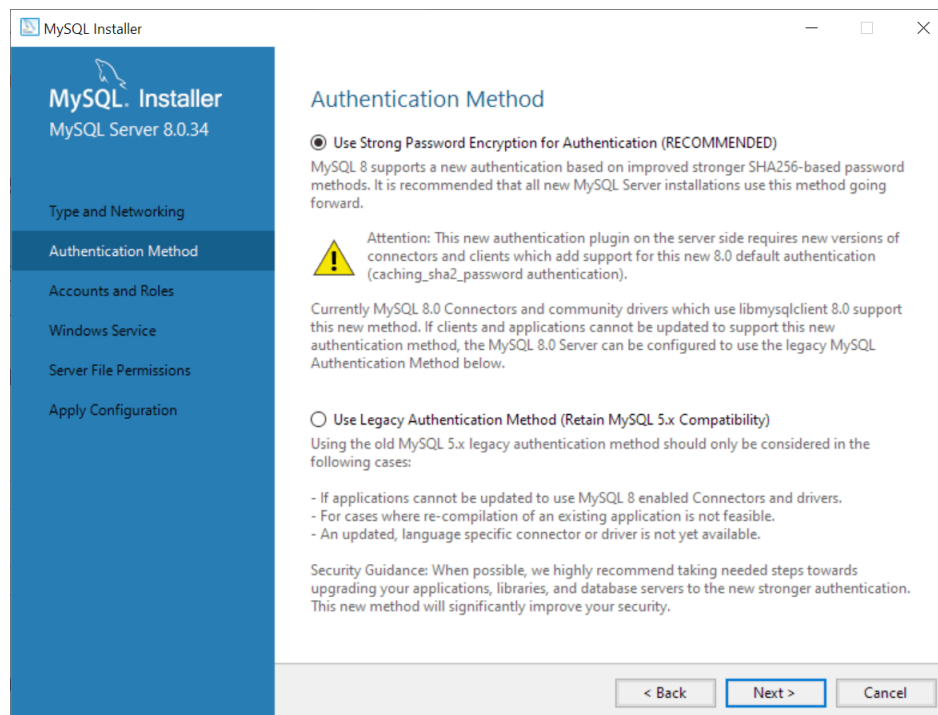 MySQL Installer
MySQL. Installer
MySQL Server 8.0.34
Type and Networking
Authentication Method
Accounts and Roles
Windows Service
Server File Permissions
Apply Configuration
Authentication Method
Use Strong Password Encryption for Authentication (RECOMMENDED)
MySQL 8 supports a new authentication based on improved stronger SHA256-based password
methods. It is recommended that all new MySQL Server installations use this method going
forward.
Attention: This new authentication plugin on the server side requires new versions of
connectors and clients which add support for this new 8.0 default authentication
(caching_sha2_password authentication).
Currently MySQL 8.0 Connectors and community drivers which use libmysqlclient 8.0 support
this new method. If clients and applications cannot be updated to support this new
authentication method, the MySQL 8.0 Server can be configured to use the legacy MySQL
Authentication Method below.
Use Legacy Authentication Method (Retain MySQL 5.x Compatibility)
Using the old MySQL 5.x legacy authentication method should only be considered in the
following cases:
- If applications cannot be updated to use MySQL 8 enabled Connectors and drivers.
- For cases where re-compilation of an existing application is not feasible.
- An updated, language specific connector or driver is not yet available.
Security Guidance: When possible, we highly recommend taking needed steps towards
upgrading your applications, libraries, and database servers to the new stronger authentication.
This new method will significantly improve your security.
< Back
Next >
Cancel